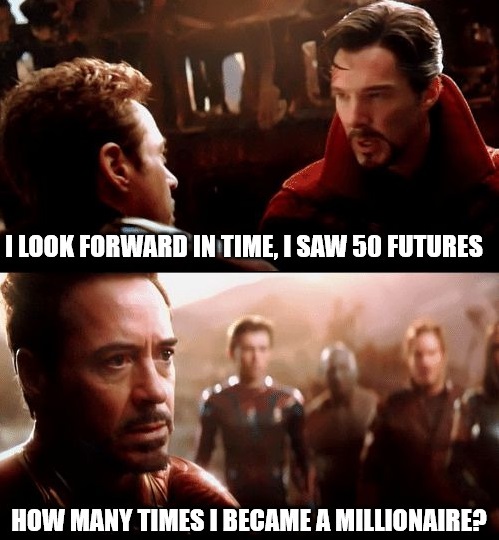 I LOOK FORWARD IN TIME, I SAW 50 FUTURES
HOW MANY TIMES I BECAME A MILLIONAIRE?